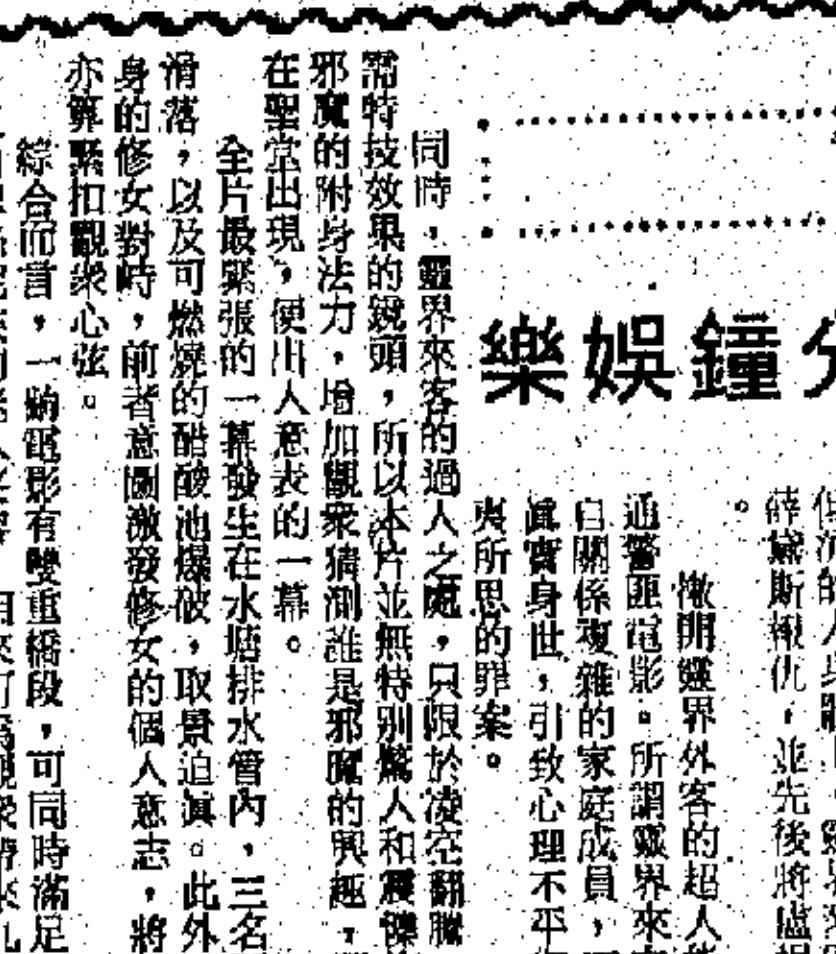 分鐘娛樂
薛黛斯報仇，並先後將盧
。
撇開靈界外客的超人
通警匪電影。所謂靈界來
自關係複雜的家庭成員，
眞實身世，引致心理不平
夷所思的罪案。
同時，靈界來客的過人之處，只限於凌空翻騰
需特技效果的鏡頭，所以本片並無特別驚人和震慄
邪魔的附身法力，增加觀衆猜測誰是邪魔的興趣，
在聖堂出現，便出人意表的一幕。
全片最緊張的一幕發生在水塘排水管內，三名
滑落，以及可燃燒的醋酸池爆破，取景迫眞。此外
身的修女對峙，前者意圖激發修女的個人意志，將
亦算緊扣觀衆心弦。
綜合而言，一齣電影有雙重橋段，可同時滿足